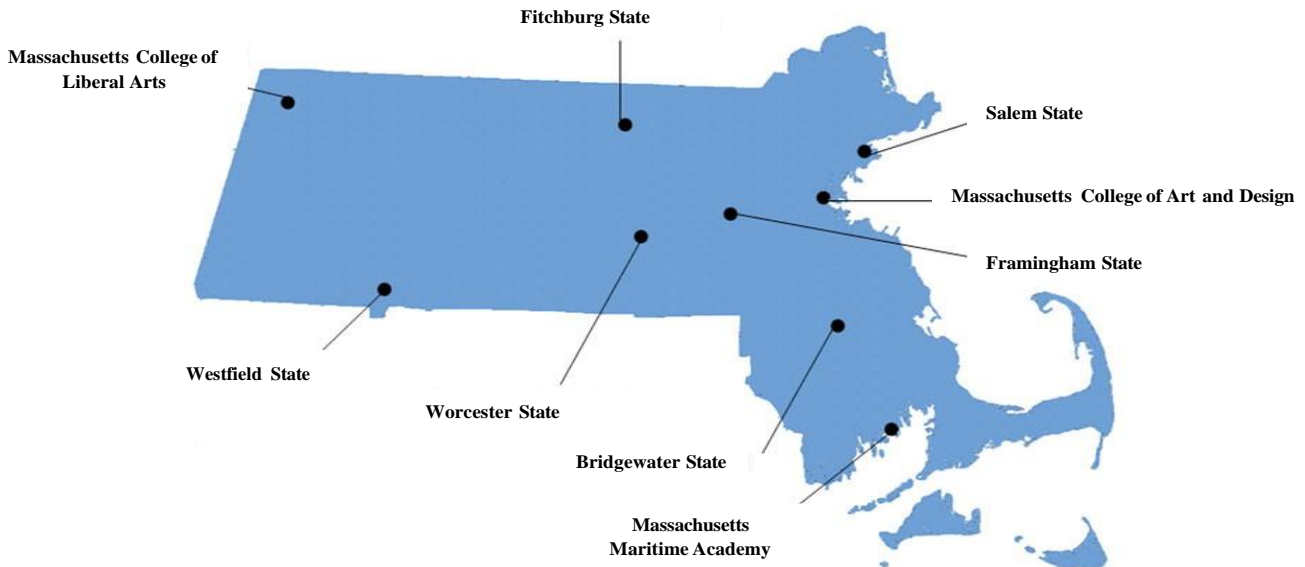 Fitchburg State
Massachusetts College of
Liberal Arts
Salem State
Massachusetts College of Art and Design
Framingham State
Westfield State
Worcester State
Bridgewater State
Massachusetts
Maritime Academy